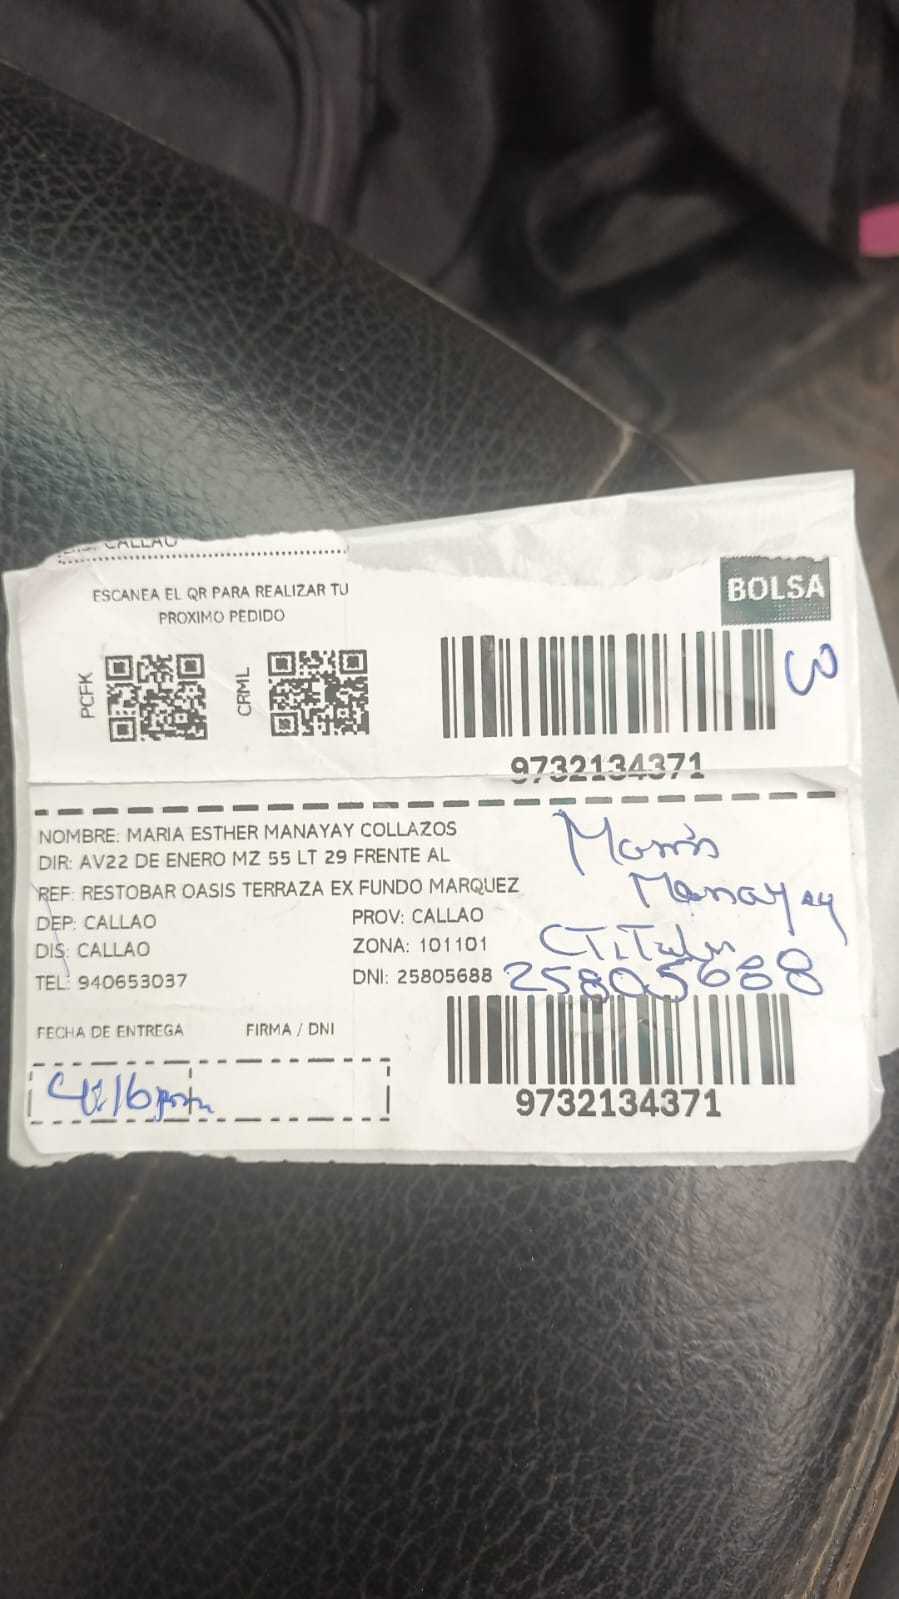 CALLAO
ESCANEA EL QR PARA REALIZAR TU
PROXIMO PEDIDO
PCFK
CRML
BOLSA
3
9732134371
NOMBRE: MARIA ESTHER MANAYAY COLLAZOS
DIR: AV22 DE ENERO MZ 55 LT 29 FRENTE AL
REF: RESTOBAR OASIS TERRAZA EX FUNDO MARQUEZ
DEP: CALLAO
PROV: CALLAO
DIS: CALLAO
ZONA: 101101
TEL: 940653037
DNI: 25805688
Manayay
25805688
FECHA DE ENTREGA
FIRMA / DNI
9732134371